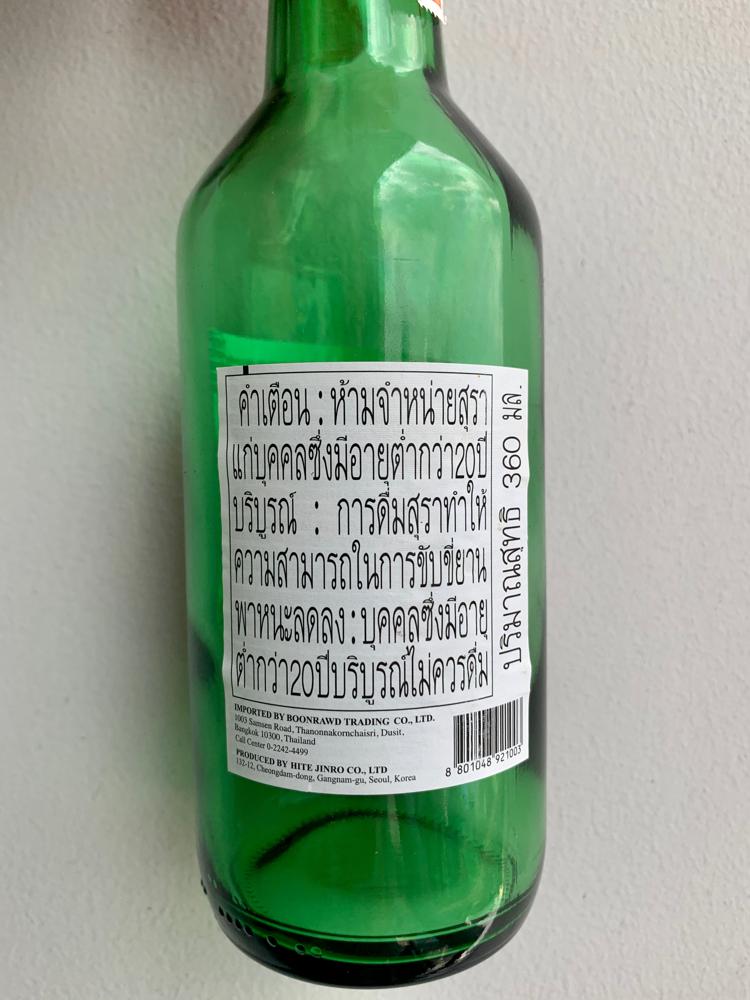 คำเตือน : ห้ามจำหน่ายสุรา
แก่บุคคลซึ่งมีอายุต่ำกว่า20ปี
บริบูรณ์ : การดื่มสุราทำให้
ความสามารถในการขับขี่ยาน
พาหนะลดลง : บุคคลซึ่งมีอายุ
ต่ำกว่า20ปีบริบูรณ์ไม่ควรดื่ม
ปริมาณสุทธิ 360 มล.
IMPORTED BY BOONRAWD TRADING CO., LTD.
1003 Samsen Road, Thanonnakornchaisri, Dusit,
Bangkok 10300, Thailand
Call Center 0-2242-4499
PRODUCED BY HITE JINRO CO., LTD
132-12, Cheongdam-dong, Gangnam-gu, Seoul, Korea
8 801048 921003